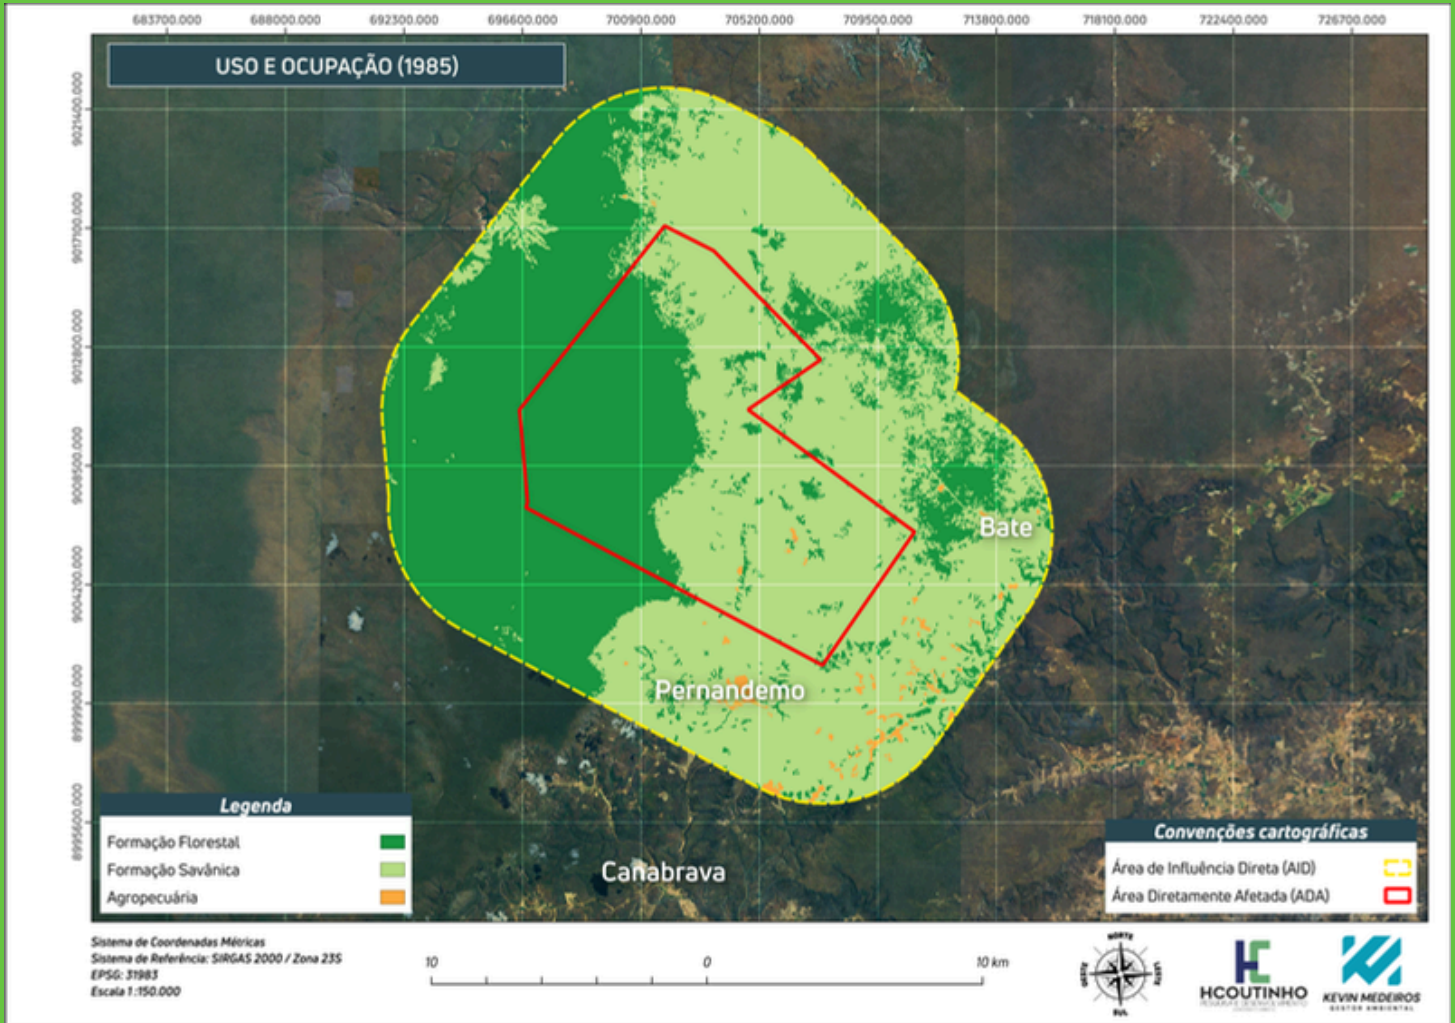 683700.000 688000.000 692300.000 696600.000 700900.000 705200.000 709500.000 713800.000 718100.000 722400.000 726700.000
USO E OCUPAÇÃO (1985)
9021400.000
9017100.000
9012800.000
9008500.000
9004200.000
8999900.000
8995600.000
Bate
Pernandemo
Canabrava
Legenda
Formação Florestal
Formação Savânica
Agropecuária
Convenções cartográficas
Área de Influência Direta (AID)
Área Diretamente Afetada (ADA)
Sistema de Coordenadas Métricas
Sistema de Referência: SIRGAS 2000 / Zona 23S
EPSG: 31983
Escala 1:150.000
10 0 10 km
NORTE
OESTE
LESTE
SUL
HCOUTINHO
KEVIN MEDEIROS
GESTOR AMBIENTAL